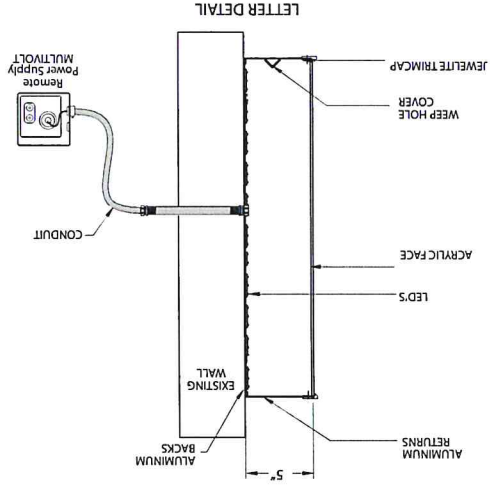 5"
ALUMINUM
RETURNS
ALUMINUM
BACKS
EXISTING
WALL
LED'S
ACRYLIC FACE
CONDUIT
WEEP HOLE
COVER
JEWELITE TRIMCAP
Remote
Power Supply
MULTIVOLT
LETTER DETAIL